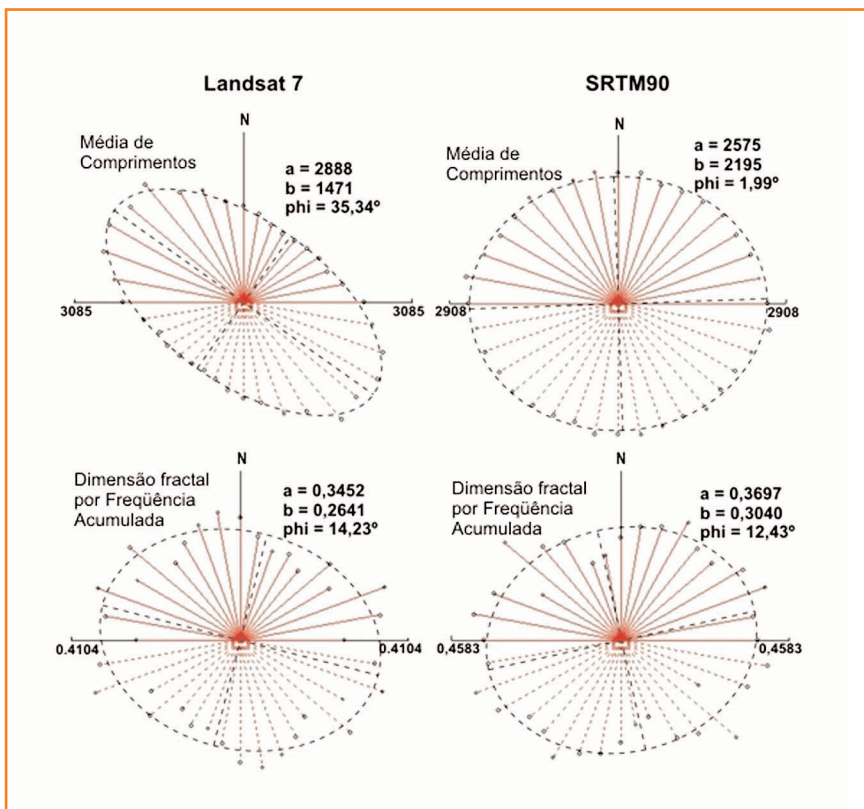 Landsat 7
N
Média de
Comprimentos
a = 2888
b = 1471
phi = 35,34º
3085
3085
SRTM90
N
Média de
Comprimentos
a = 2575
b = 2195
phi = 1,99º
2908
2908
N
Dimensão fractal
por Freqüência
Acumulada
a = 0,3452
b = 0,2641
phi = 14,23º
0.4104
0.4104
N
Dimensão fractal
por Freqüência
Acumulada
a = 0,3697
b = 0,3040
phi = 12,43º
0,4583
0,4583